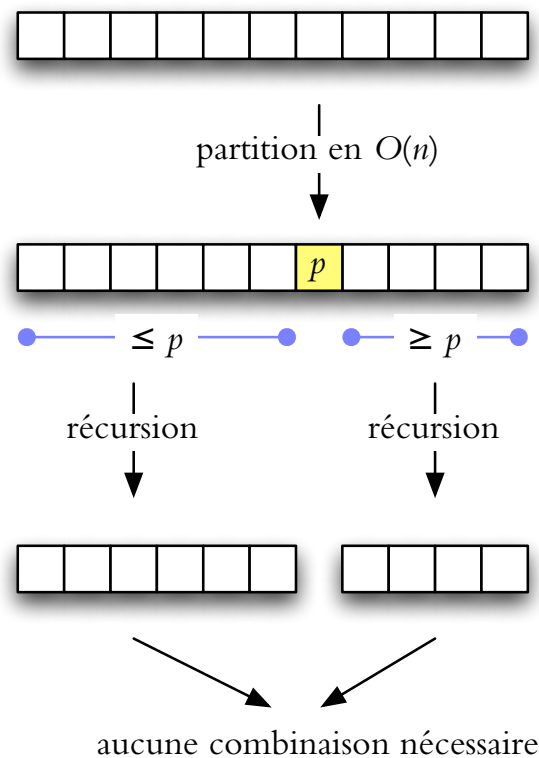 partition en O(n)
p
≤ p ≥ p
récursion récursion
aucune combinaison nécessaire